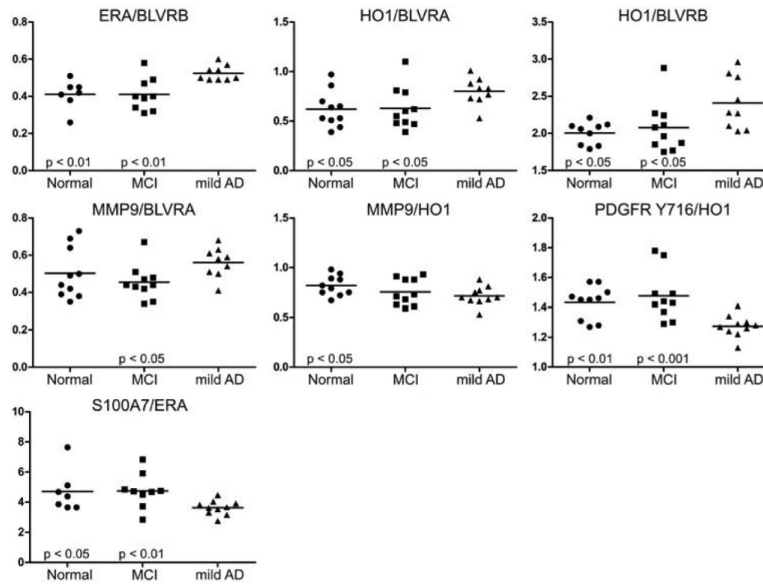 ERA/BLVRB
0.8
0.6
0.4
0.2
0.0
p < 0.01 p < 0.01
Normal MCI mild AD
HO1/BLVRA
1.5
1.0
0.5
0.0
p < 0.05 p < 0.05
Normal MCI mild AD
HO1/BLVRB
3.5
3.0
2.5
2.0
1.5
p < 0.05 p < 0.05
Normal MCI mild AD
MMP9/BLVRA
0.8
0.6
0.4
0.2
0.0
p < 0.05
Normal MCI mild AD
MMP9/HO1
1.5
1.0
0.5
0.0
p < 0.05
Normal MCI mild AD
PDGFR Y716/HO1
2.0
1.8
1.6
1.4
1.2
1.0
p < 0.01 p < 0.001
Normal MCI mild AD
S100A7/ERA
10
8
6
4
2
0
p < 0.05 p < 0.01
Normal MCI mild AD